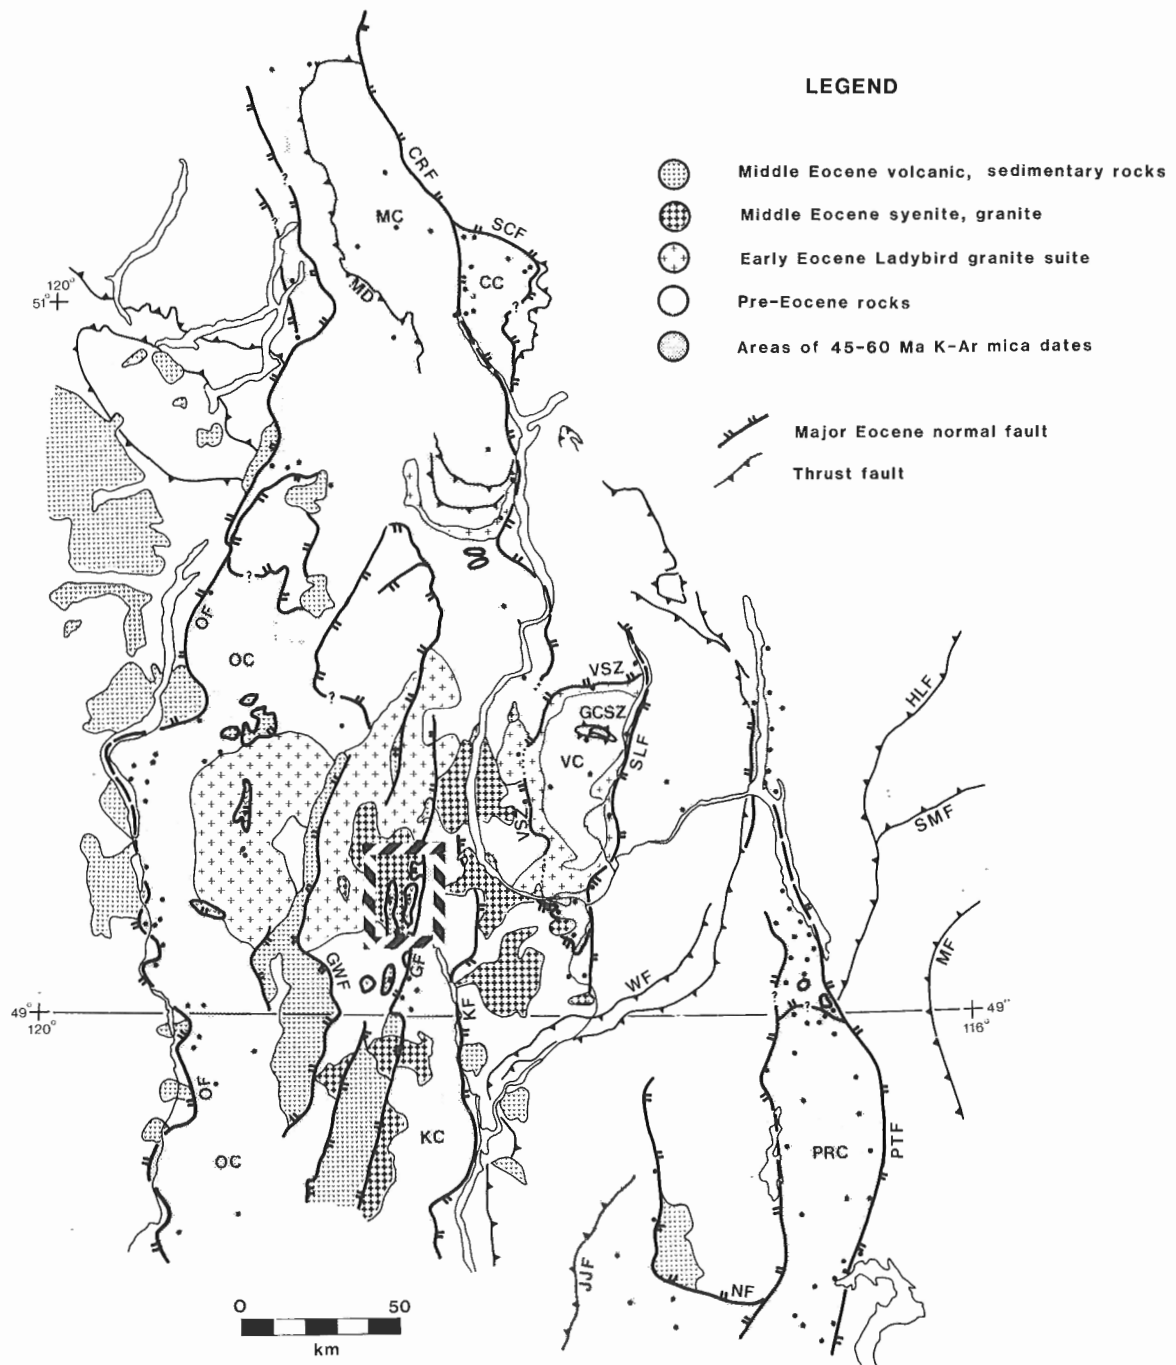 LEGEND
Middle Eocene volcanic, sedimentary rocks
Middle Eocene syenite, granite
Early Eocene Ladybird granite suite
Pre-Eocene rocks
Areas of 45-60 Ma K-Ar mica dates
Major Eocene normal fault
Thrust fault
CRF
MC
SCF
CC
MD
120°
51°
?
?
?
OF
?
OC
?
VSZ
GCSZ
VC
SLF
VSZ
HLF
SMF
MF
GWF
GF
KF
WF
?
?
49°
120°
49°
116°
OF
OC
KC
PRC
PTF
JJF
NF
0 50
km